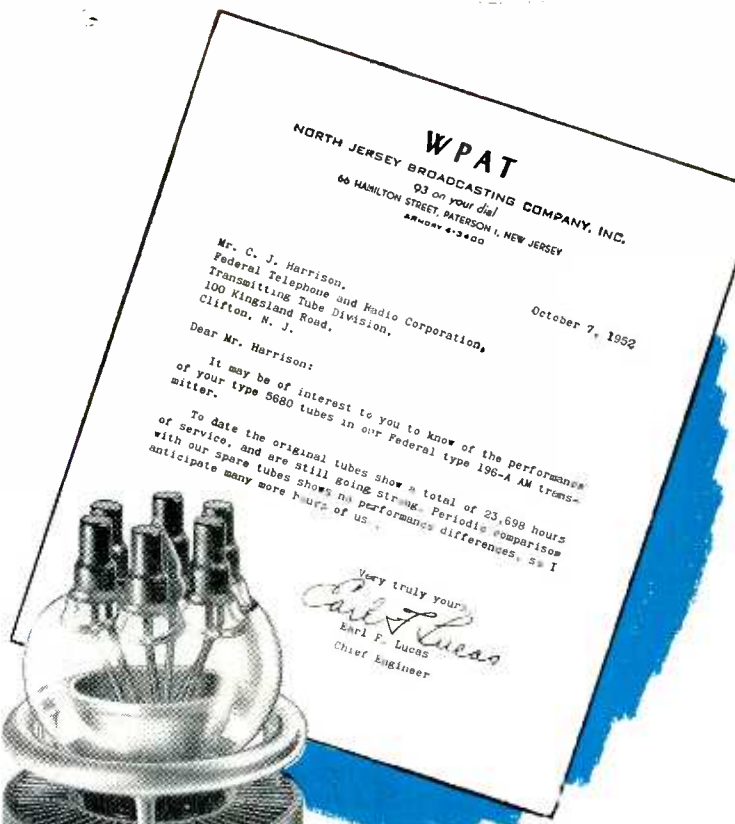 WPAT
NORTH JERSEY BROADCASTING COMPANY, INC.
93 on your dial
66 HAMILTON STREET, PATERSON 1, NEW JERSEY
ARMORY 4-3400
October 7, 1952
Mr. C. J. Harrison,
Federal Telephone and Radio Corporation,
Transmitting Tube Division,
100 Kingsland Road,
Clifton, N. J.
Dear Mr. Harrison:
It may be of interest to you to know of the performance
of your type 5680 tubes in our Federal type 196-A AM trans-
mitter.
To date the original tubes show a total of 23,698 hours
of service, and are still going strong. Periodic comparison
with our spare tubes shows no performance differences, so I
anticipate many more hours of us
Very truly your
Earl F Lucas
Earl F. Lucas
Chief Engineer